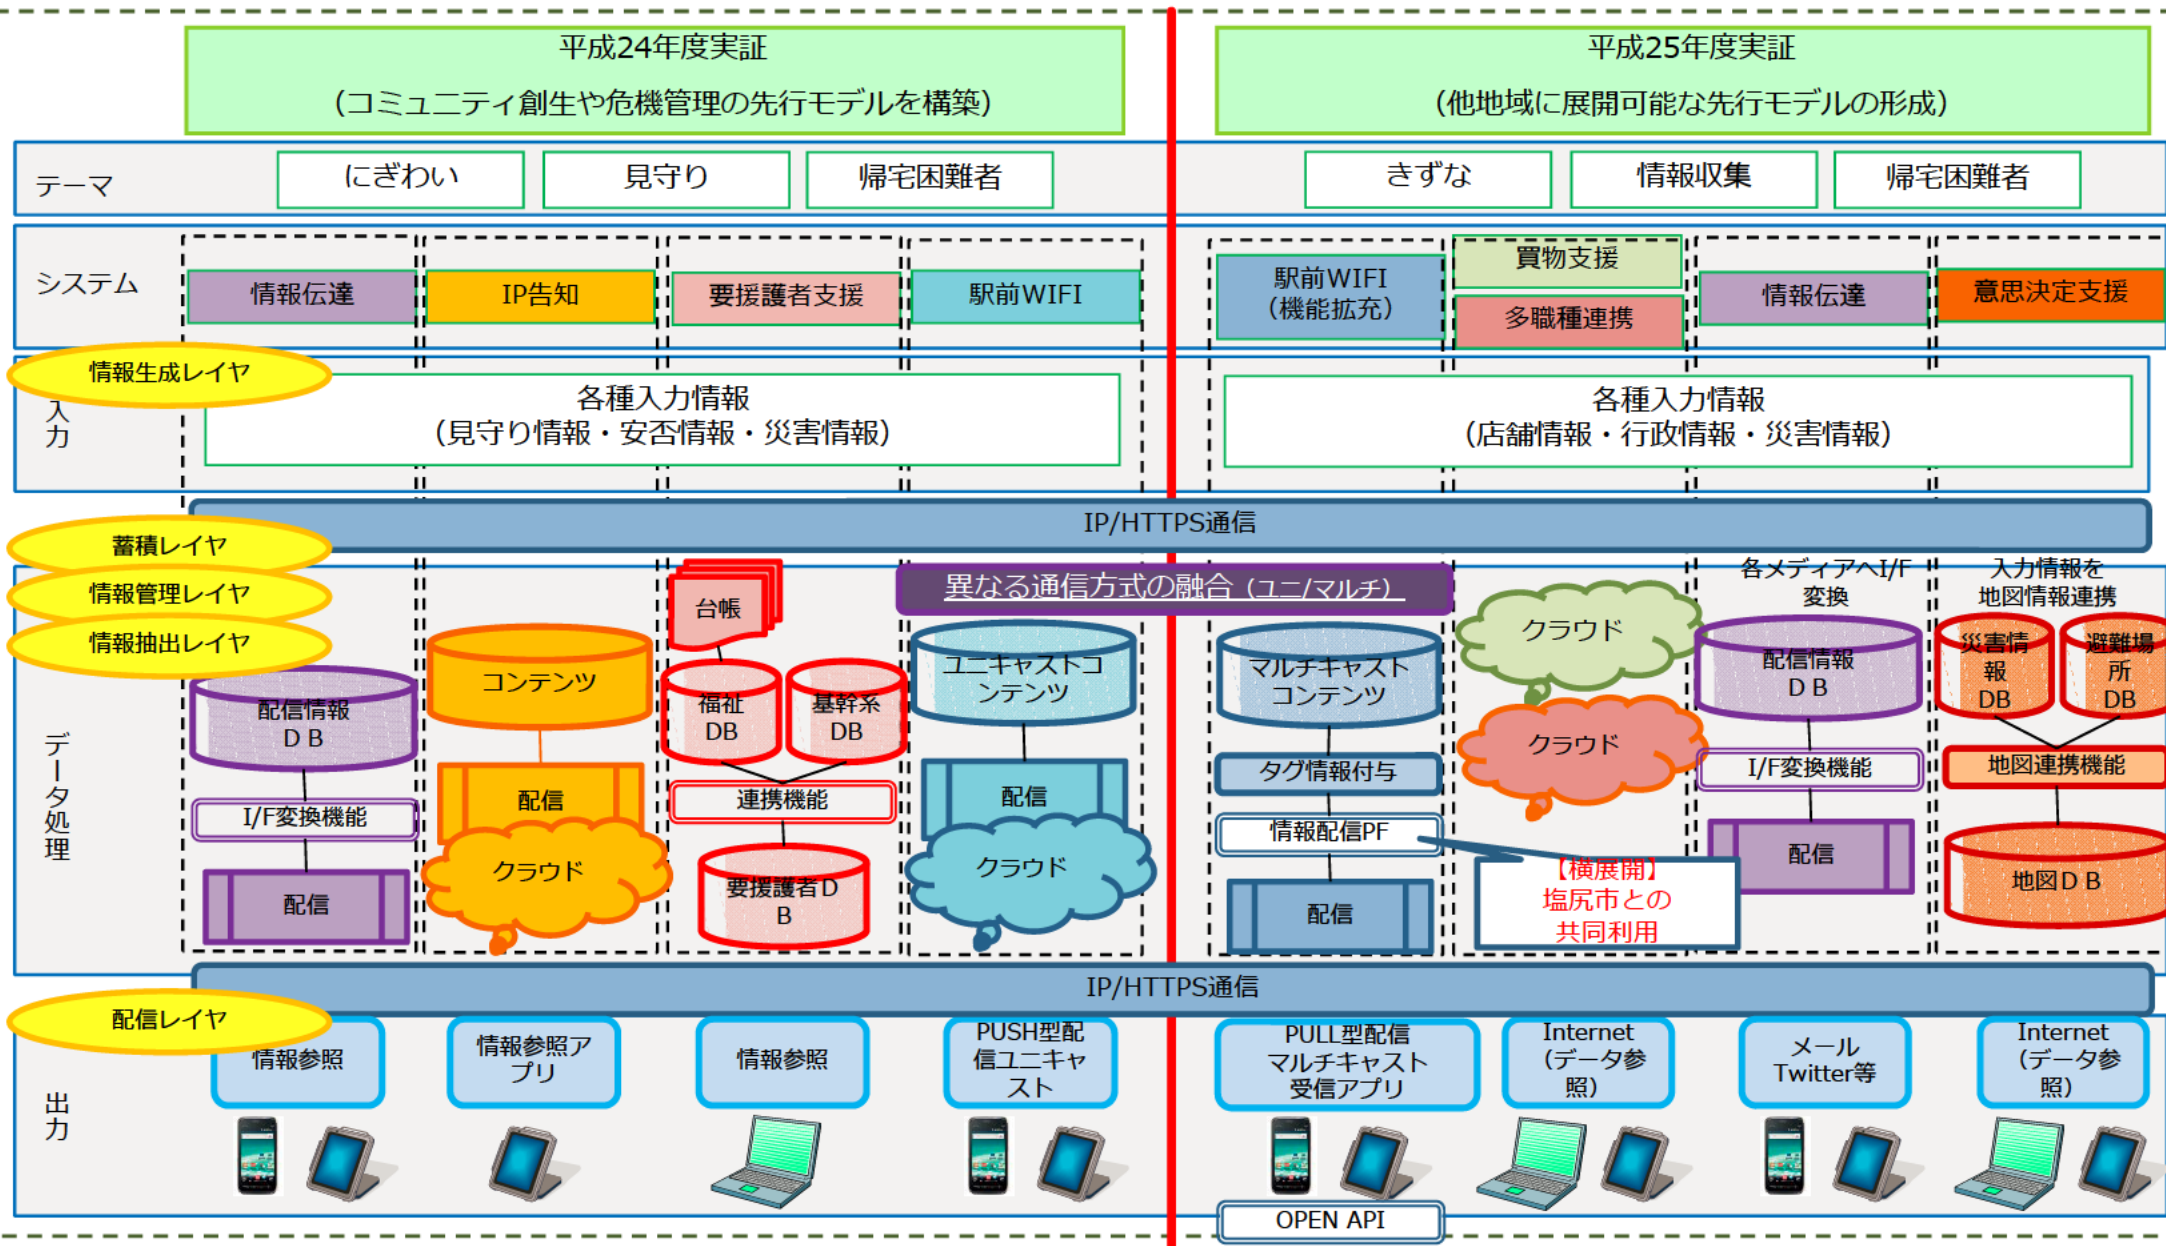 平成24年度実証
（コミュニティ創生や危機管理の先行モデルを構築）
平成25年度実証
（他地域に展開可能な先行モデルの形成）
テーマ
にぎわい
見守り
帰宅困難者
きずな
情報収集
帰宅困難者
システム
情報伝達
IP告知
要援護者支援
駅前WIFI
駅前WIFI
（機能拡充）
買物支援
多職種連携
情報伝達
意思決定支援
情報生成レイヤ
入力
各種入力情報
（見守り情報・安否情報・災害情報）
各種入力情報
（店舗情報・行政情報・災害情報）
IP/HTTPS通信
蓄積レイヤ
情報管理レイヤ
情報抽出レイヤ
データ処理
配信情報
ＤＢ
I/F変換機能
配信
コンテンツ
配信
クラウド
台帳
福祉
DB
基幹系
DB
連携機能
要援護者Ｄ
Ｂ
異なる通信方式の融合（ユニ/マルチ）
ユニキャストコ
ンテンツ
配信
クラウド
マルチキャスト
コンテンツ
タグ情報付与
情報配信PF
配信
クラウド
クラウド
【横展開】
塩尻市との
共同利用
各メディアへI/F
変換
配信情報
ＤＢ
I/F変換機能
配信
入力情報を
地図情報連携
災害情
報
DB
避難場
所
DB
地図連携機能
地図ＤＢ
IP/HTTPS通信
配信レイヤ
出力
情報参照
情報参照ア
プリ
情報参照
PUSH型配
信ユニキャ
スト
PULL型配信
マルチキャスト
受信アプリ
Internet
（データ参
照）
メール
Twitter等
Internet
（データ参
照）
OPEN API